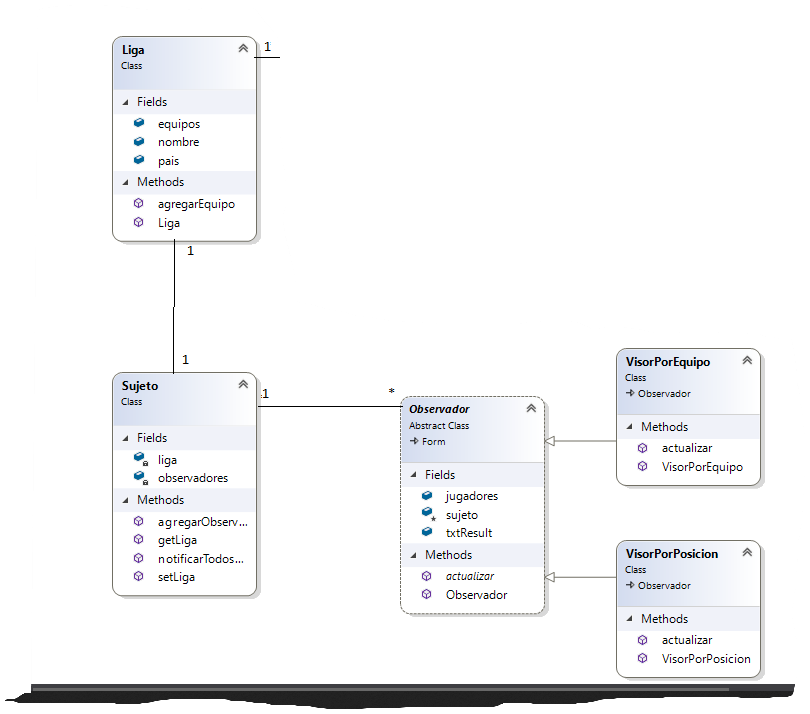 Liga
Class
Fields
equipos
nombre
pais
Methods
agregarEquipo
Liga
1
1
1
Sujeto
Class
Fields
liga
observadores
Methods
agregarObserv...
getLiga
notificarTodos...
setLiga
1
*
Observador
Abstract Class
Form
Fields
jugadores
sujeto
txtResult
Methods
actualizar
Observador
VisorPorEquipo
Class
Observador
Methods
actualizar
VisorPorEquipo
VisorPorPosicion
Class
Observador
Methods
actualizar
VisorPorPosicion